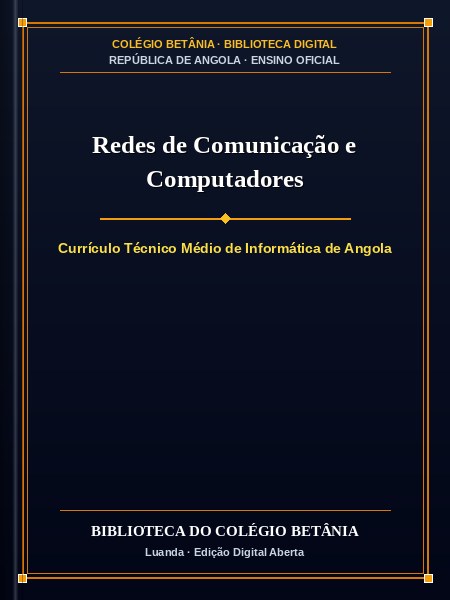 COLÉGIO BETÂNIA · BIBLIOTECA DIGITAL
REPÚBLICA DE ANGOLA · ENSINO OFICIAL
Redes de Comunicação e
Computadores
Currículo Técnico Médio de Informática de Angola
BIBLIOTECA DO COLÉGIO BETÂNIA
Luanda · Edição Digital Aberta